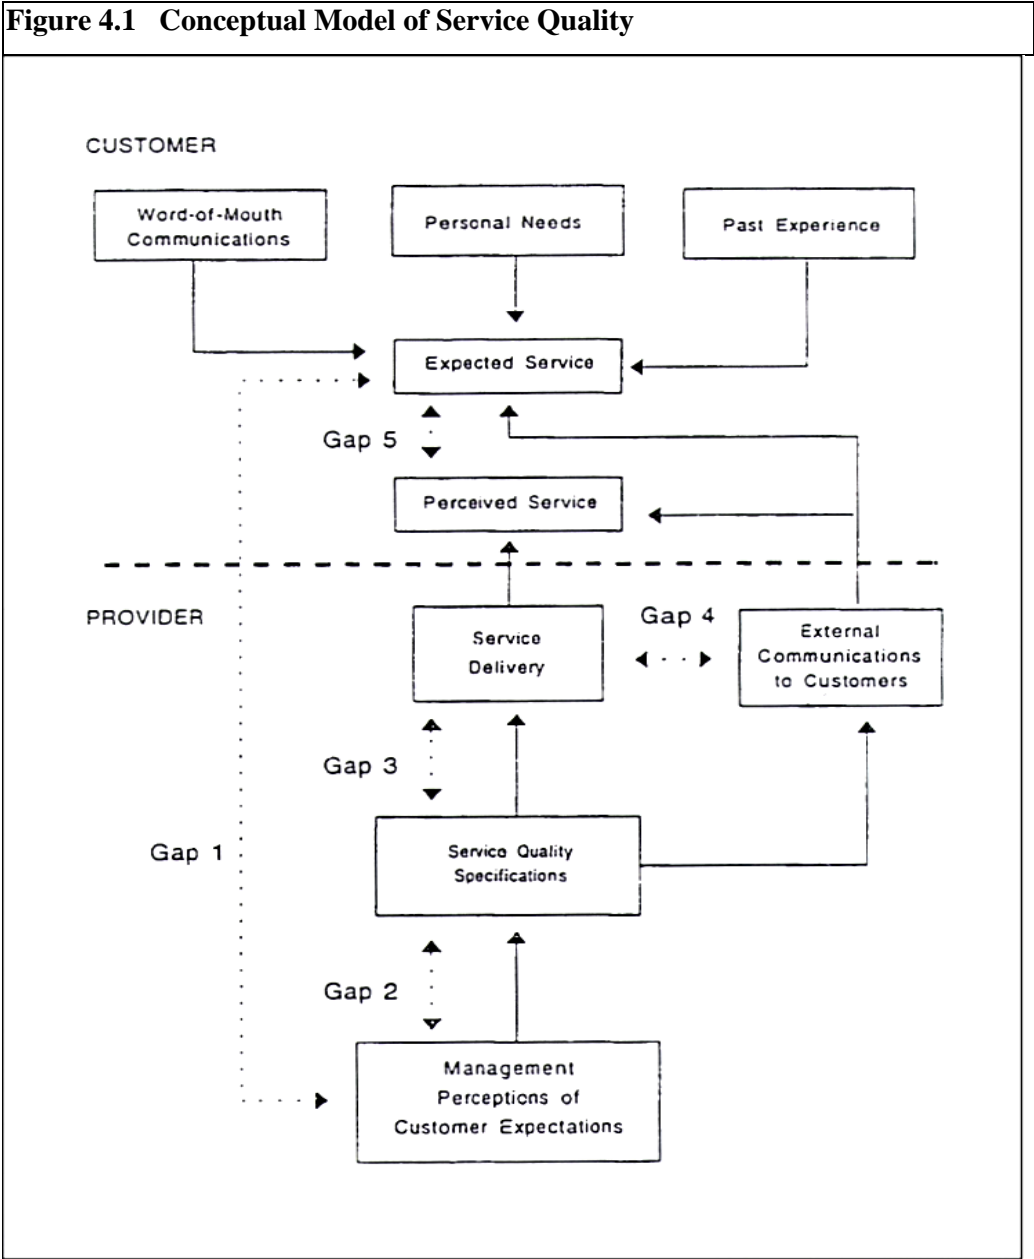 Figure 4.1 Conceptual Model of Service Quality
CUSTOMER
Word-of-Mouth
Communications
Personal Needs
Past Experience
Expected Service
Gap 5
Perceived Service
PROVIDER
Service
Delivery
Gap 4
External
Communications
to Customers
Gap 3
Gap 1
Service Quality
Specifications
Gap 2
Management
Perceptions of
Customer Expectations